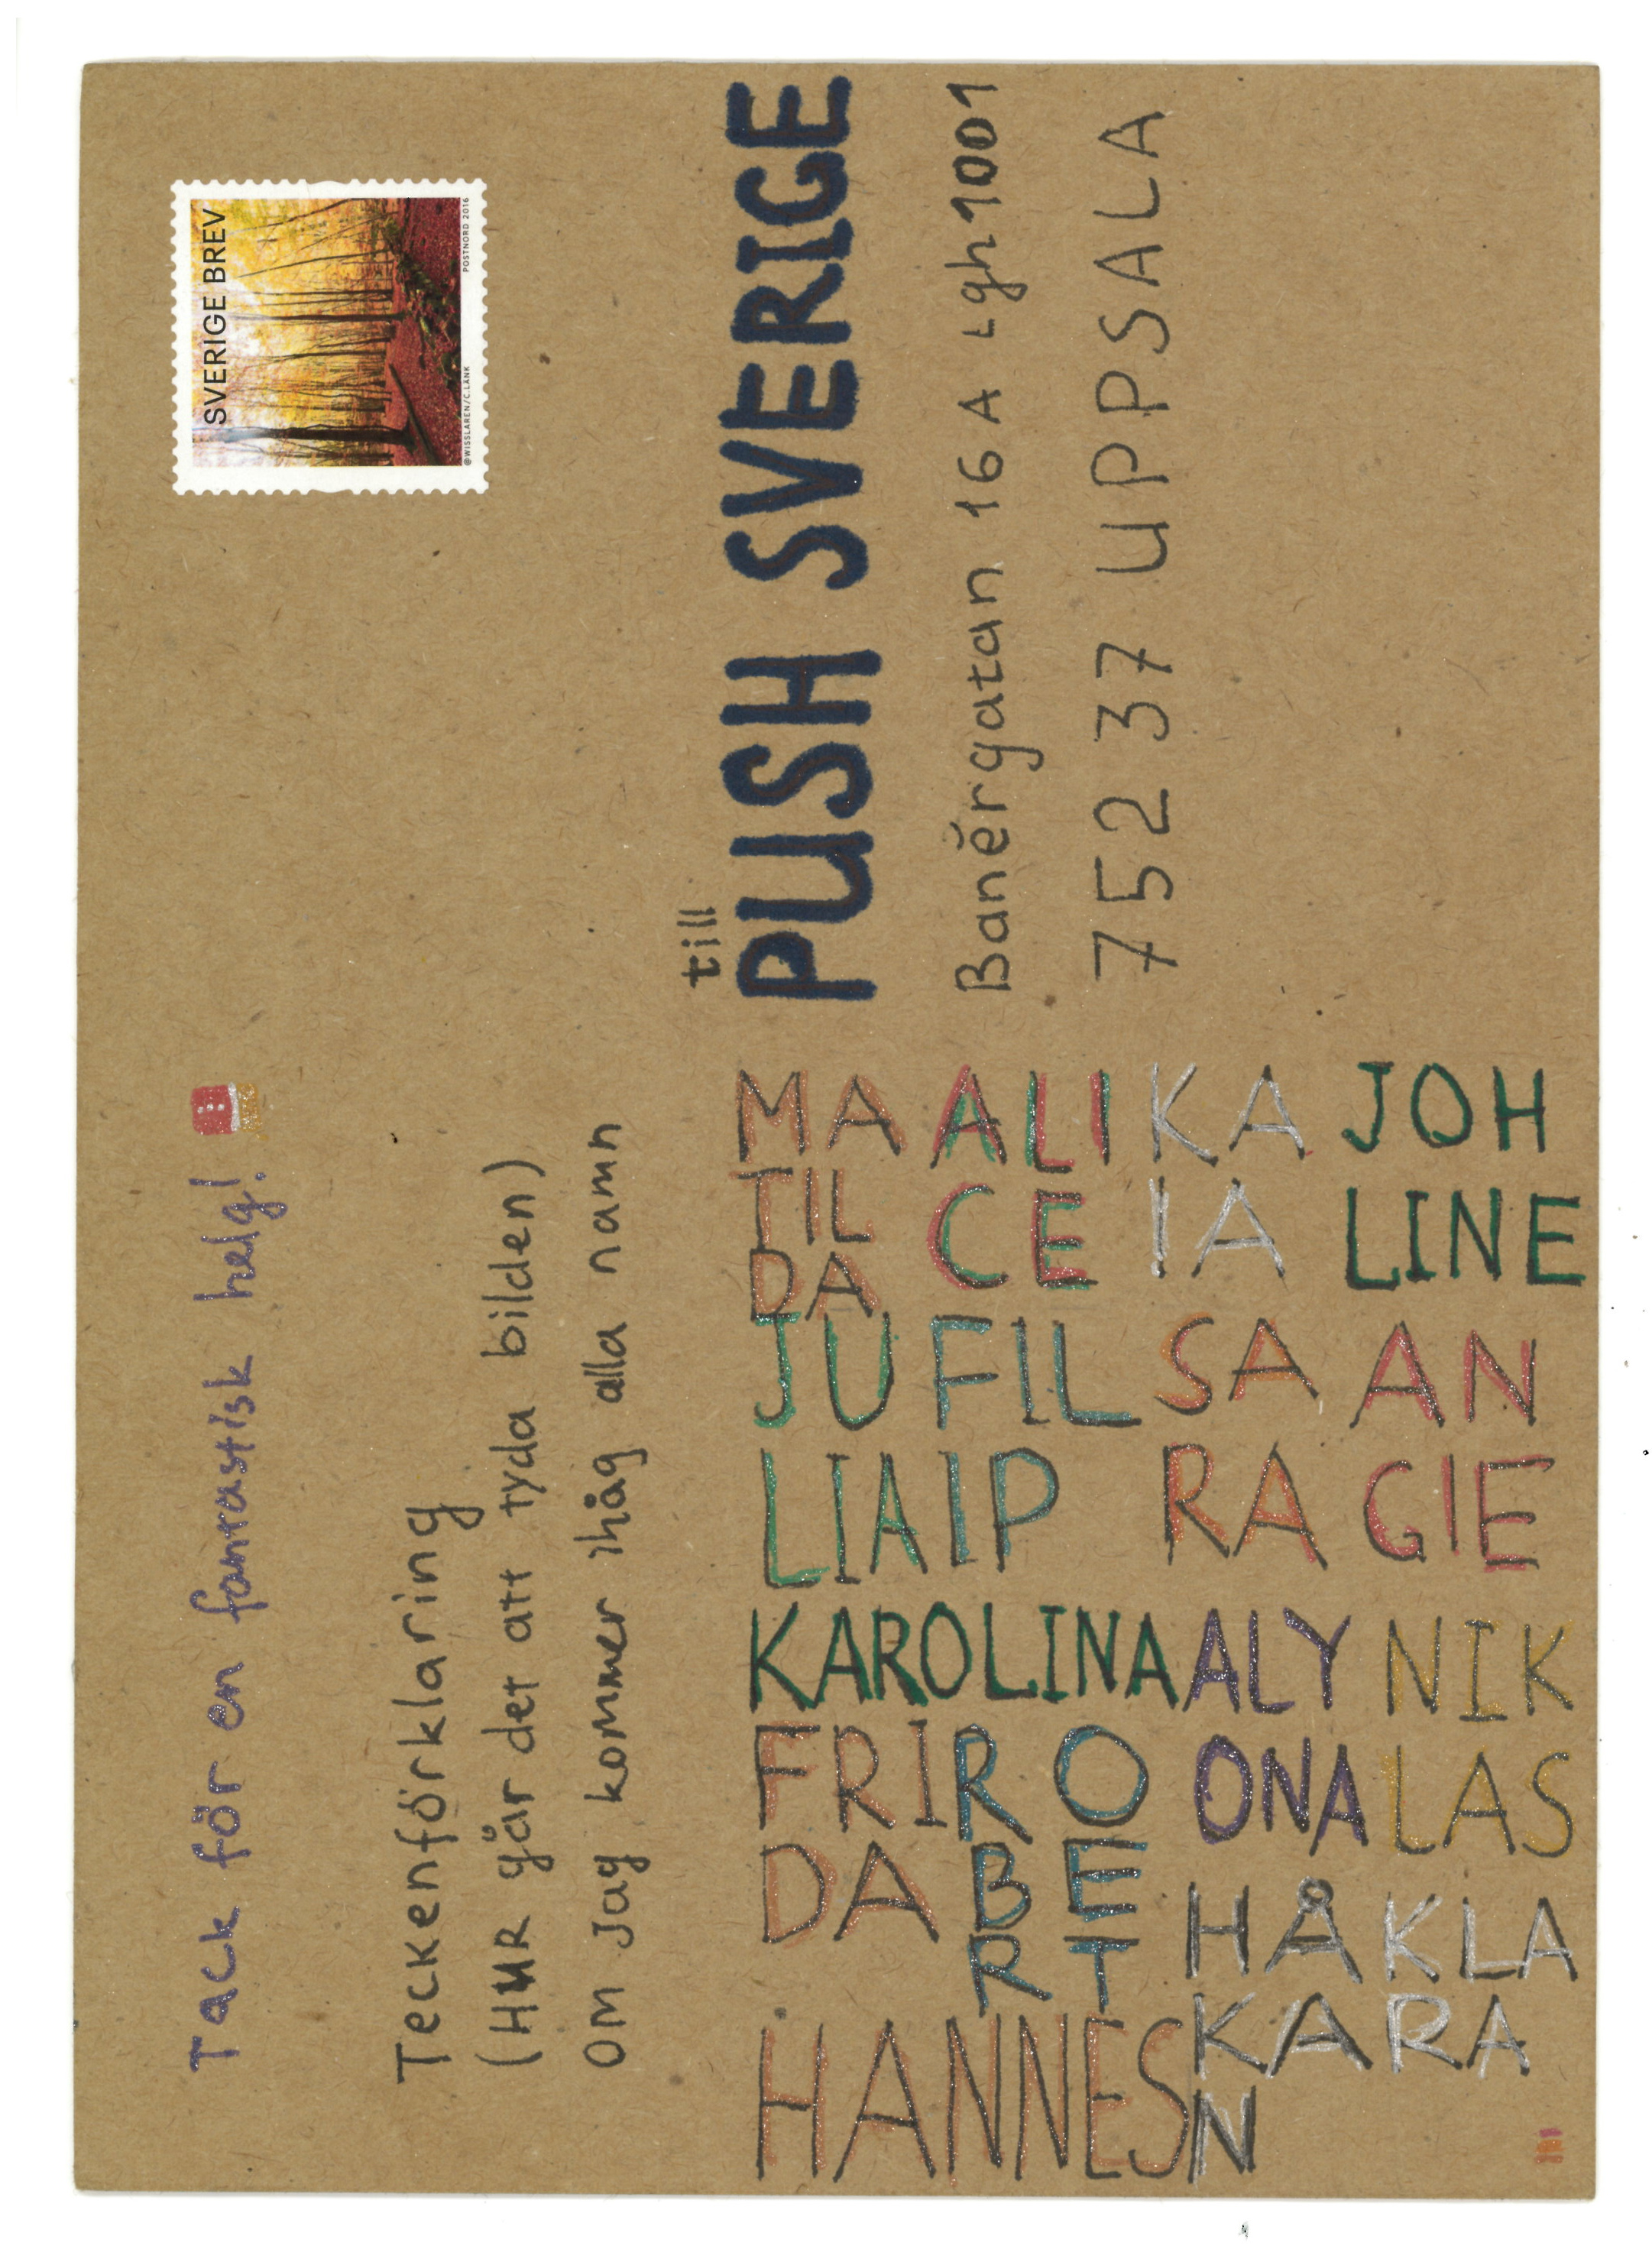 Tack för en fantastisk helg!
SVERIGE BREV
@WISSLAREN/C.LÄNK POSTNORD 2016
Teckenförklaring
(HUR går det att tyda bilden)
Om Jag kommer ihåg alla namn
till
PUSH SVERIGE
Banérgatan 16 A Lgh 1001
752 37 UPPSALA
MA
TIL
DA
ALI
CE
KA
IA
JOH
LINE
JU
LIA
FIL
IP
SA
RA
AN
GIE
KAROLINA
ALY
ONA
NIK
LAS
FRI
DA
RO
BE
RT
HÅ
KA
N
KLA
RA
HANNES